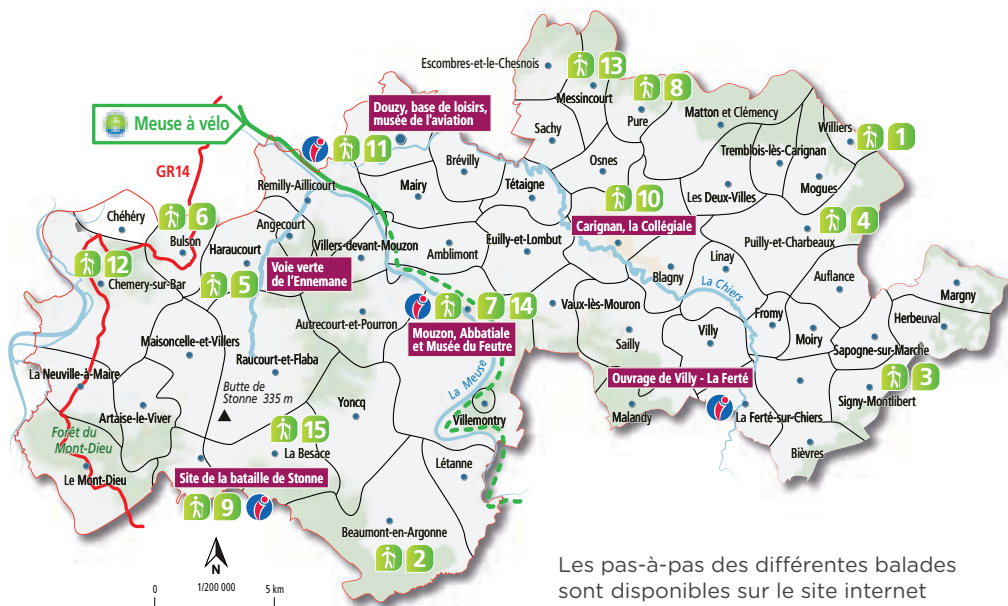 Escombres-et-le-Chesnois
13
Messincourt
8
Pure
Matton et Clémency
Williers
1
Douzy, base de loisirs,
musée de l'aviation
Meuse à vélo
GR14
11
Sachy
Tremblois-lès-Carignan
Brévilly
Osnes
Remilly-Aillicourt
Mairy
Tétaigne
Mogues
Les Deux-Villes
10
Chéhéry
6
Carignan, la Collégiale
4
Angecourt
Bulson
Puilly-et-Charbeaux
Haraucourt
Villers-devant-Mouzon
Amblimont
Euilly-et-Lombut
Linay
12
Voie verte
de l'Ennemane
Blagny
La Chiers
Auflance
Chemery-sur-Bar
5
Margny
7
14
Vaux-lès-Mouron
Fromy
Herbeuval
Autrecourt-et-Pourron
Mouzon, Abbatiale
et Musée du Feutre
Villy
Moiry
Maisoncelle-et-Villers
Sailly
Sapogne-sur-Marche
Raucourt-et-Flaba
La Meuse
Ouvrage de Villy - La Ferté
3
La Neuville-à-Maire
Butte de
Stonne 335 m
Yoncq
Villemontry
Signy-Montlibert
Artaise-le-Viver
Malandy
La Ferté-sur-Chiers
Forêt du
Mont-Dieu
15
La Besace
Létanne
Bièvres
Le Mont-Dieu
Site de la bataille de Stonne
9
Beaumont-en-Argonne
2
N
1/200 000
0
5 km
Les pas-à-pas des différentes balades
sont disponibles sur le site internet